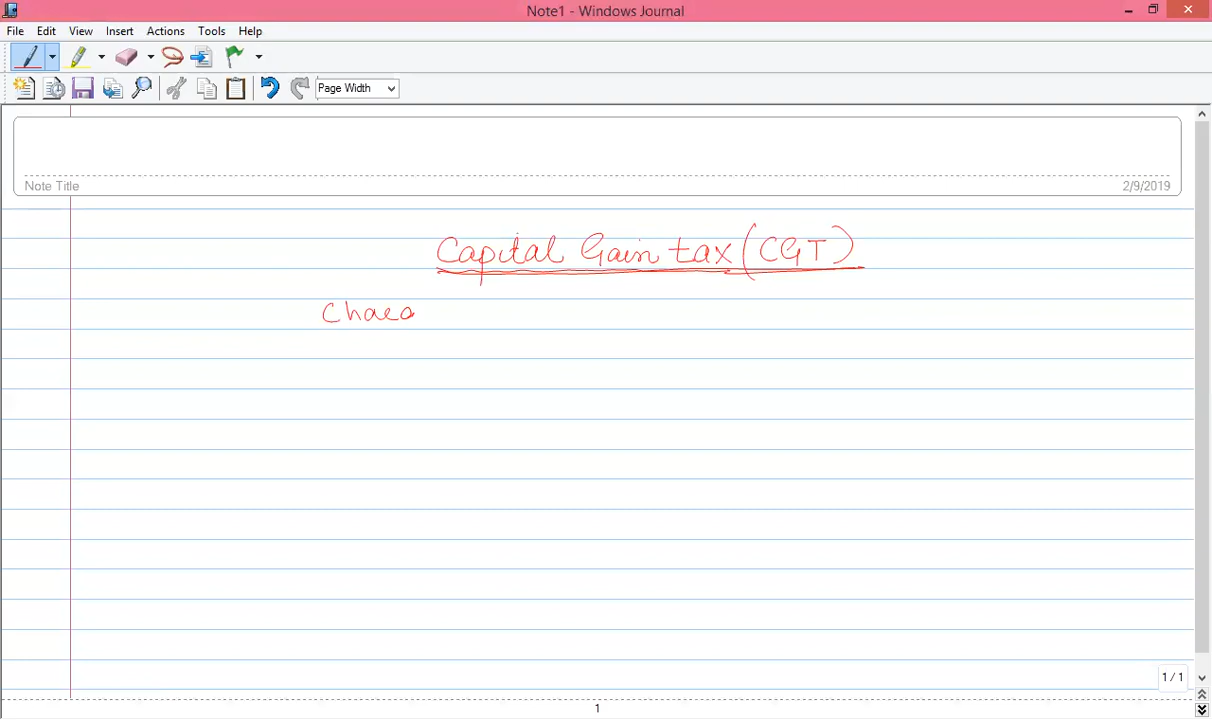 Note1 - Windows Journal
File Edit View Insert Actions Tools Help
Page Width
Note Title
2/9/2019
Capital Gain tax (CGT)
Chaea
1 / 1
1